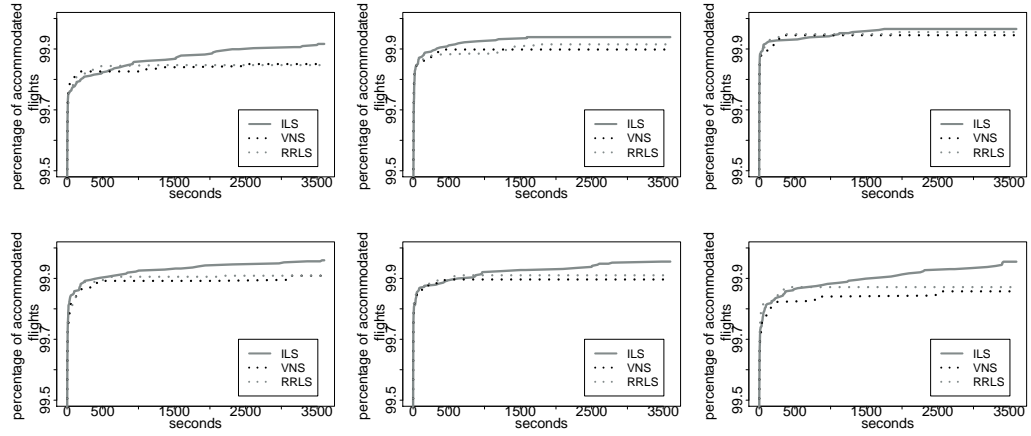 percentage of accommodated
flights
99.5 99.7 99.9
ILS
VNS
RRLS
0 500 1500 2500 3500
seconds
percentage of accommodated
flights
99.5 99.7 99.9
ILS
VNS
RRLS
0 500 1500 2500 3500
seconds
percentage of accommodated
flights
99.5 99.7 99.9
ILS
VNS
RRLS
0 500 1500 2500 3500
seconds
percentage of accommodated
flights
99.5 99.7 99.9
ILS
VNS
RRLS
0 500 1500 2500 3500
seconds
percentage of accommodated
flights
99.5 99.7 99.9
ILS
VNS
RRLS
0 500 1500 2500 3500
seconds
percentage of accommodated
flights
99.5 99.7 99.9
ILS
VNS
RRLS
0 500 1500 2500 3500
seconds